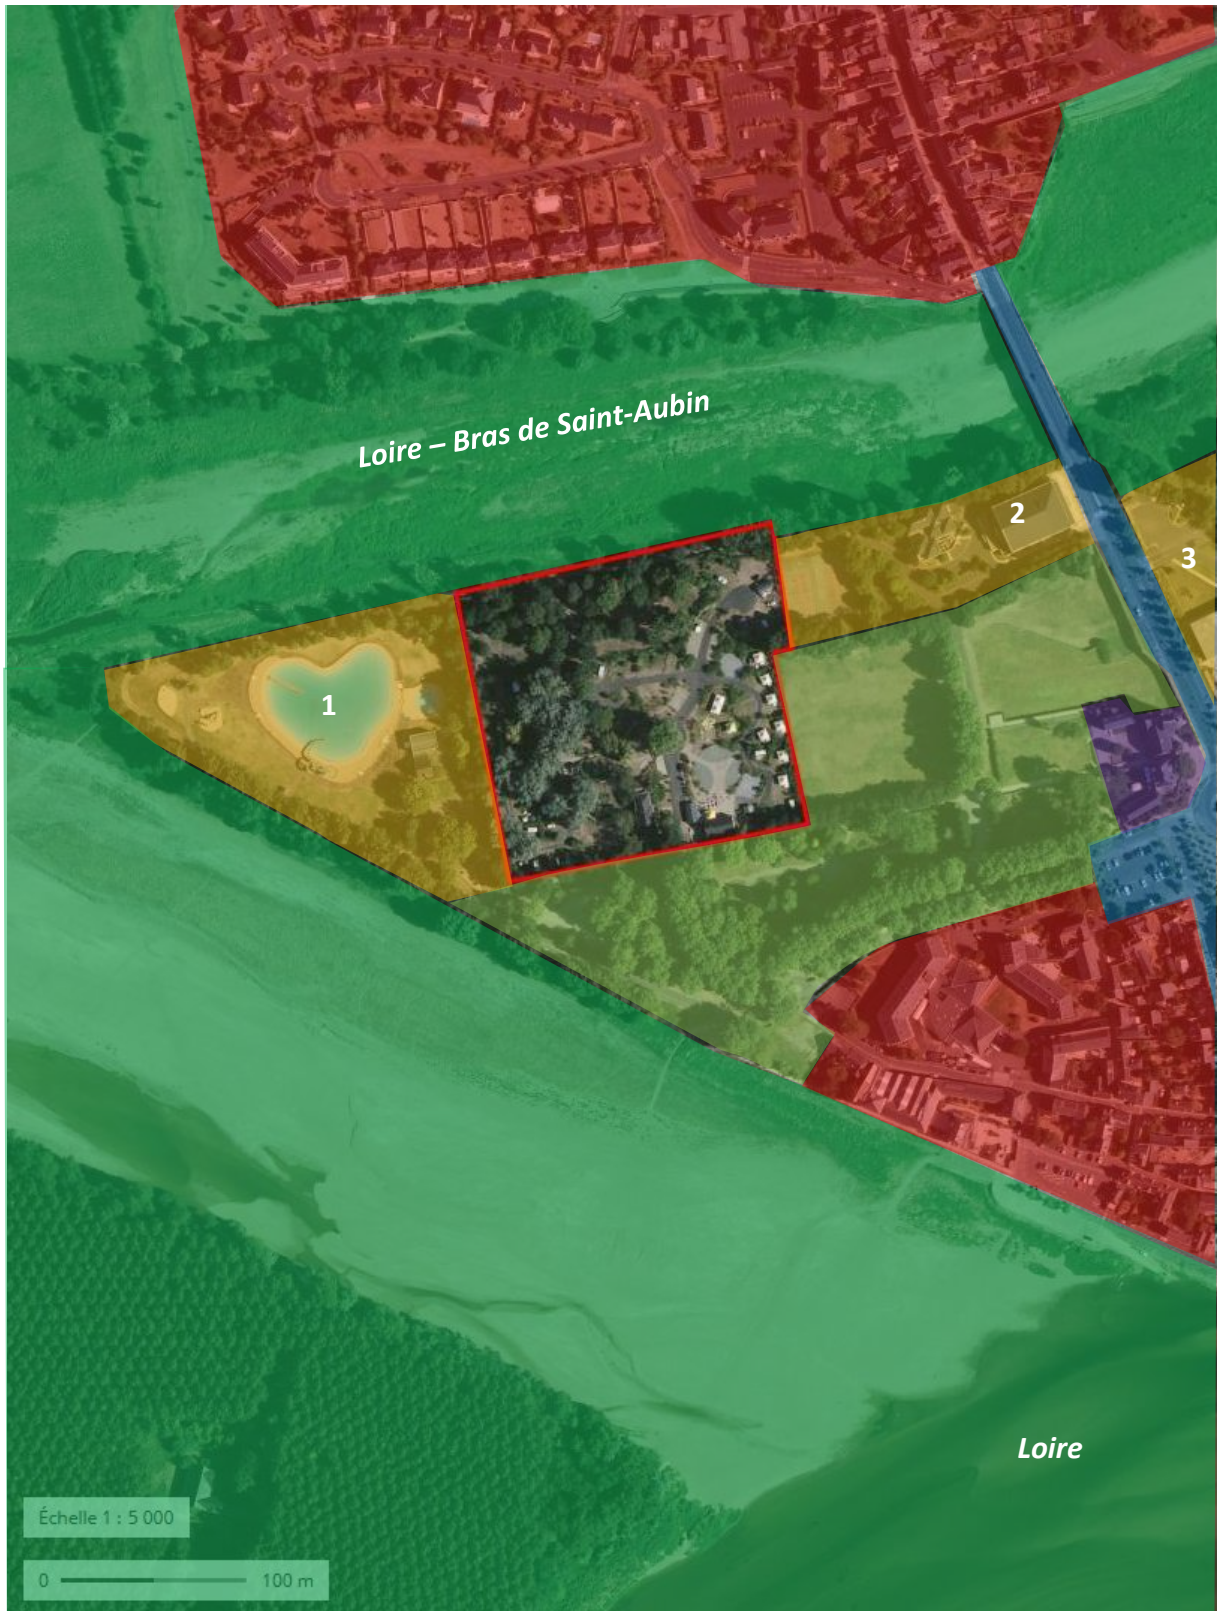 Loire – Bras de Saint-Aubin
2
3
1
Loire
Échelle 1 : 5 000
0 100 m